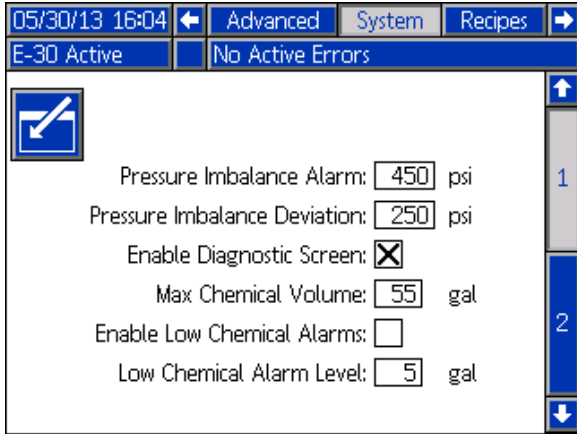 05/30/13 16:04 Advanced System Recipes
E-30 Active No Active Errors
Pressure Imbalance Alarm: 450 psi
1
Pressure Imbalance Deviation: 250 psi
Enable Diagnostic Screen:
Max Chemical Volume: 55 gal
Enable Low Chemical Alarms:
2
Low Chemical Alarm Level: 5 gal